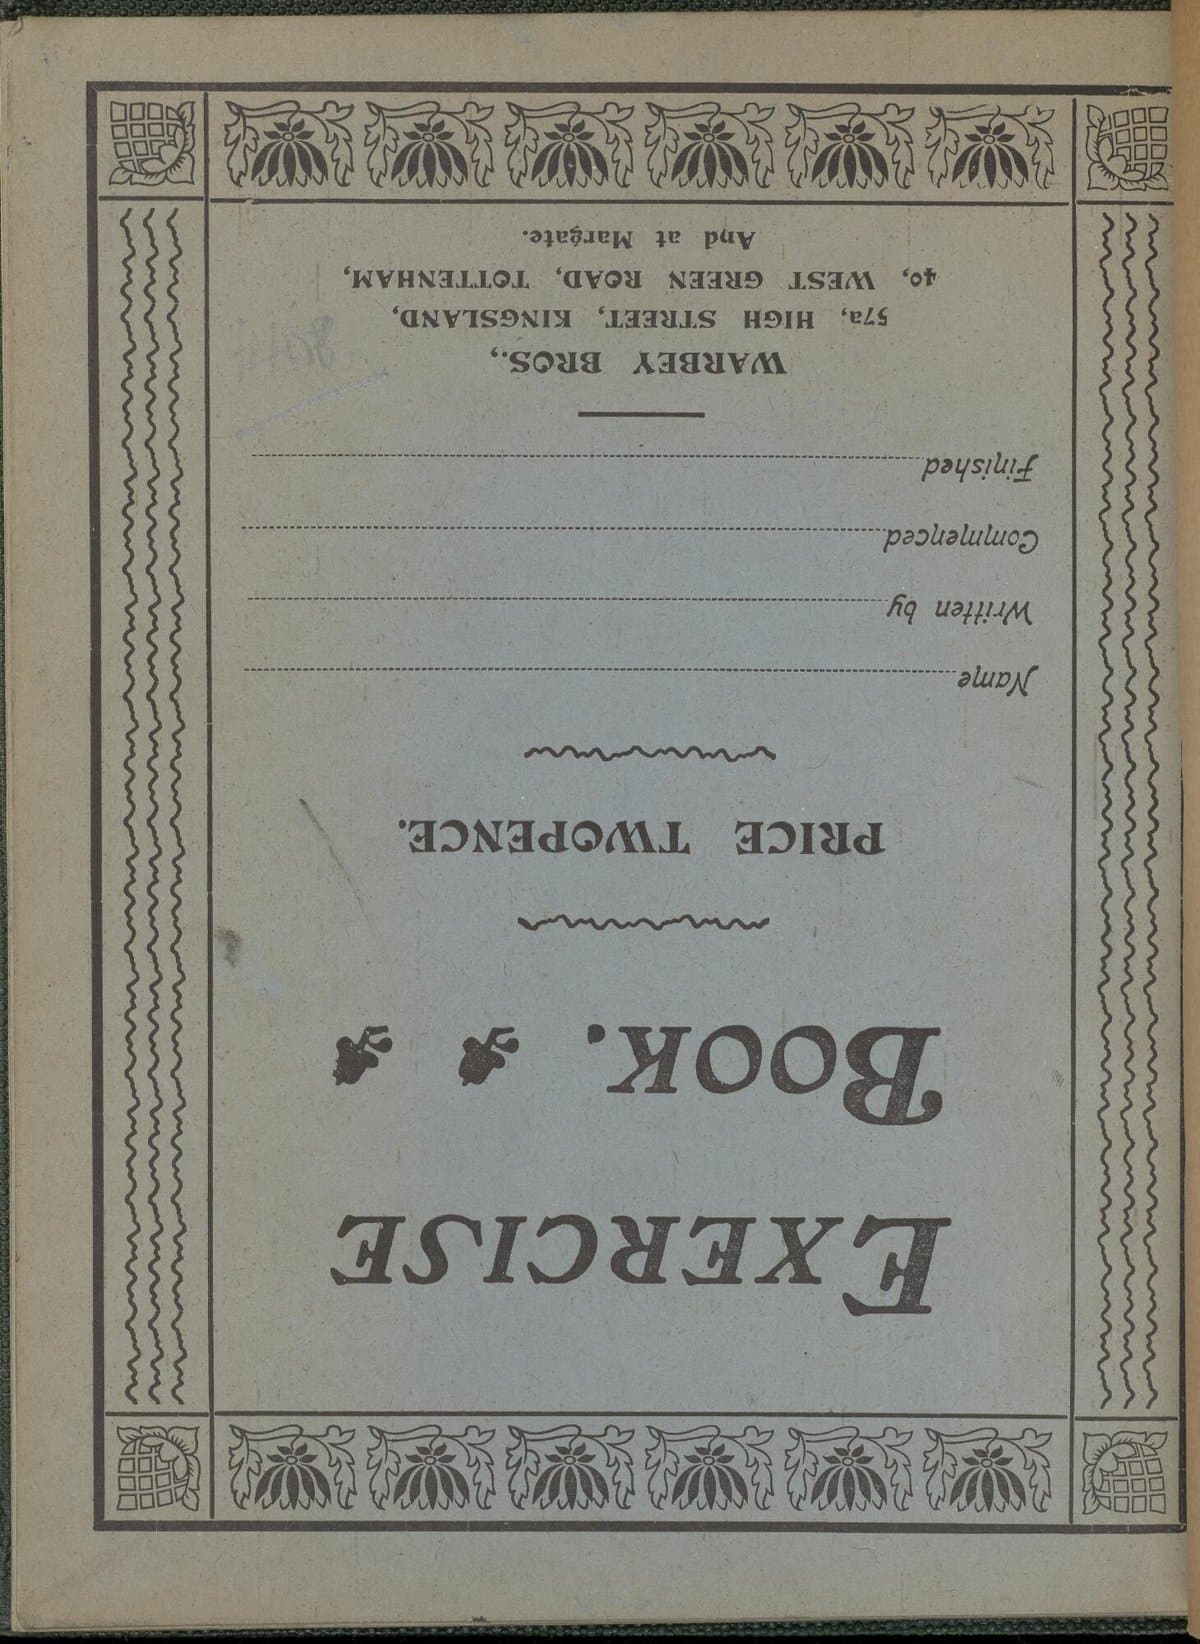 EXERCISE
BOOK.
PRICE TWOPENCE.
Name
Written by
Commenced
Finished
WARBEY BROS.,
57a, HIGH STREET, KINGSLAND,
40, WEST GREEN ROAD, TOTTENHAM,
And at Margate.